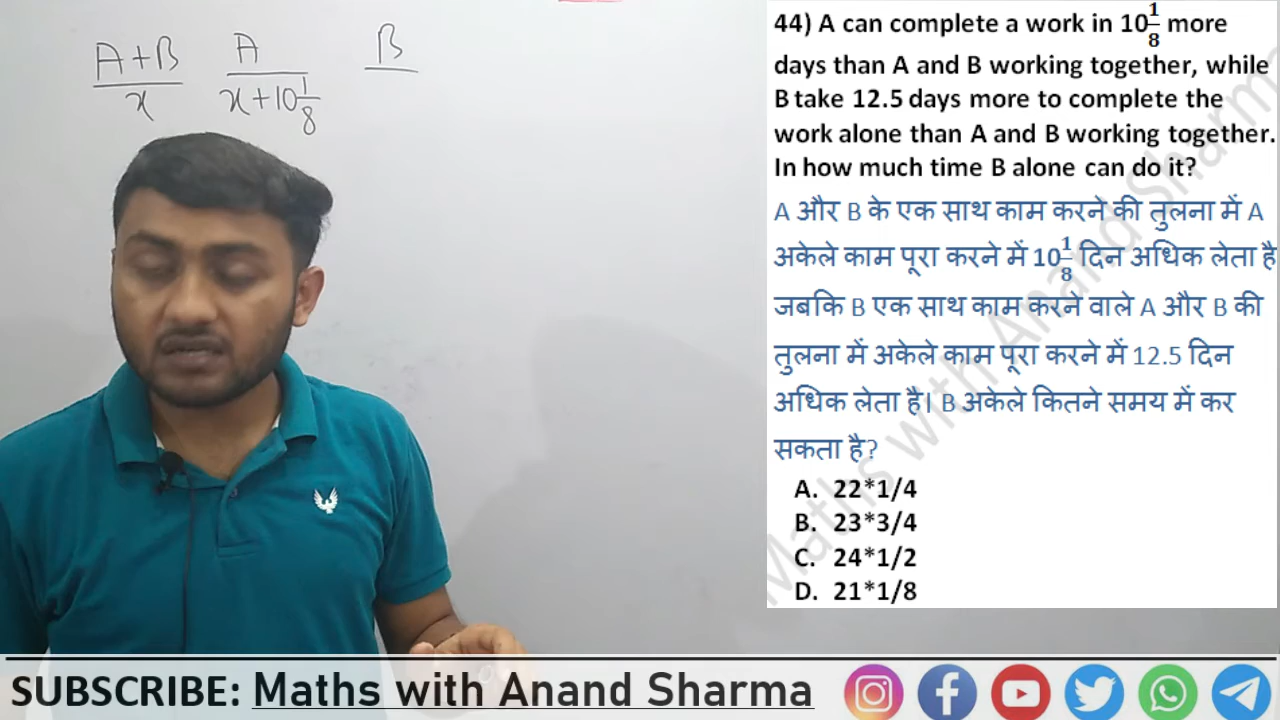 A+B A B
x x+10 1/8
44) A can complete a work in 10 1/8 more
days than A and B working together, while
B take 12.5 days more to complete the
work alone than A and B working together.
In how much time B alone can do it?
A और B के एक साथ काम करने की तुलना में A
अकेले काम पूरा करने में 10 1/8 दिन अधिक लेता है
जबकि B एक साथ काम करने वाले A और B की
तुलना में अकेले काम पूरा करने में 12.5 दिन
अधिक लेता है। B अकेले कितने समय में कर
सकता है?
A. 22*1/4
B. 23*3/4
C. 24*1/2
D. 21*1/8
Maths with Anand Sharma
SUBSCRIBE: Maths with Anand Sharma